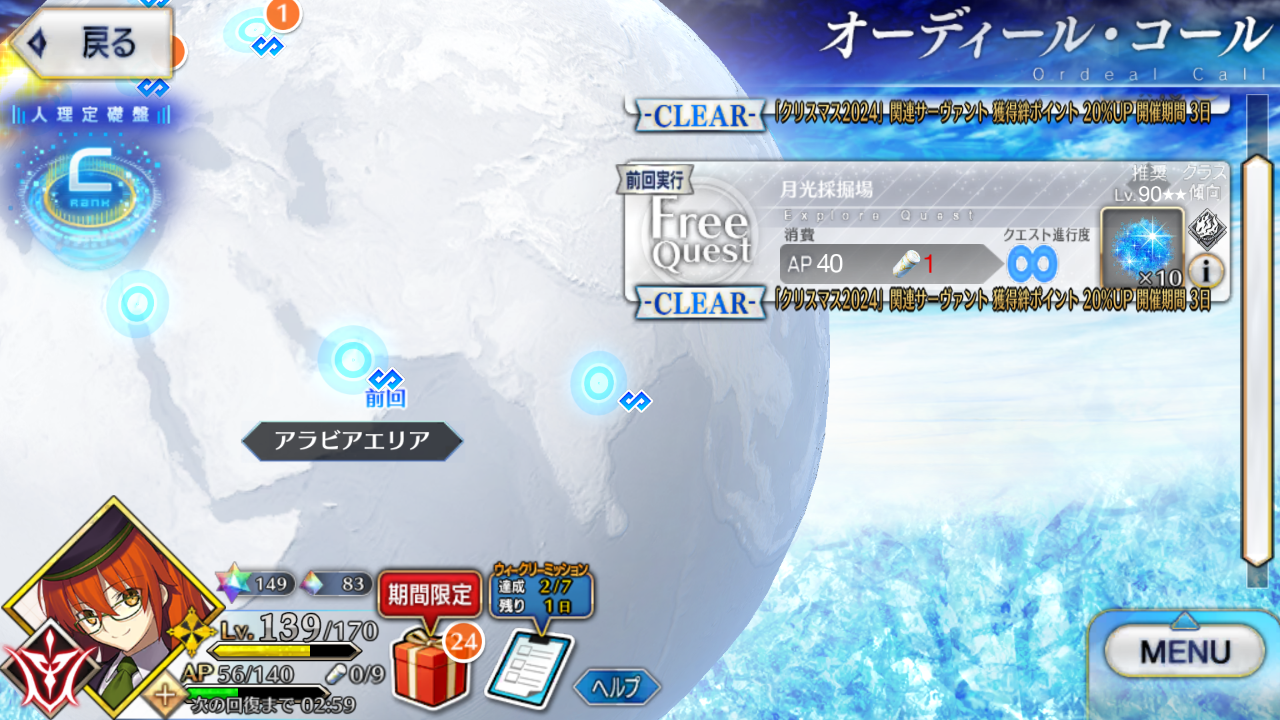 戻る
1
オーディール・コール
Ordeal Call
人理定礎盤
C
RANK
-CLEAR-
「クリスマス2024」関連サーヴァント 獲得絆ポイント 20%UP 開催期間 3日
前回実行
Free
Quest
月光採掘場
Explore Quest
推奨 クラス
Lv.90★★ 傾向
消費
クエスト進行度
AP 40
1
×10
i
-CLEAR-
「クリスマス2024」関連サーヴァント 獲得絆ポイント 20%UP 開催期間 3日
前回
アラビアエリア
149
83
期間限定
ウィークリーミッション
達成 2/7
残り 1日
Lv.139/170
24
AP 56/140
0/9
次の回復まで 02:59
ヘルプ
MENU